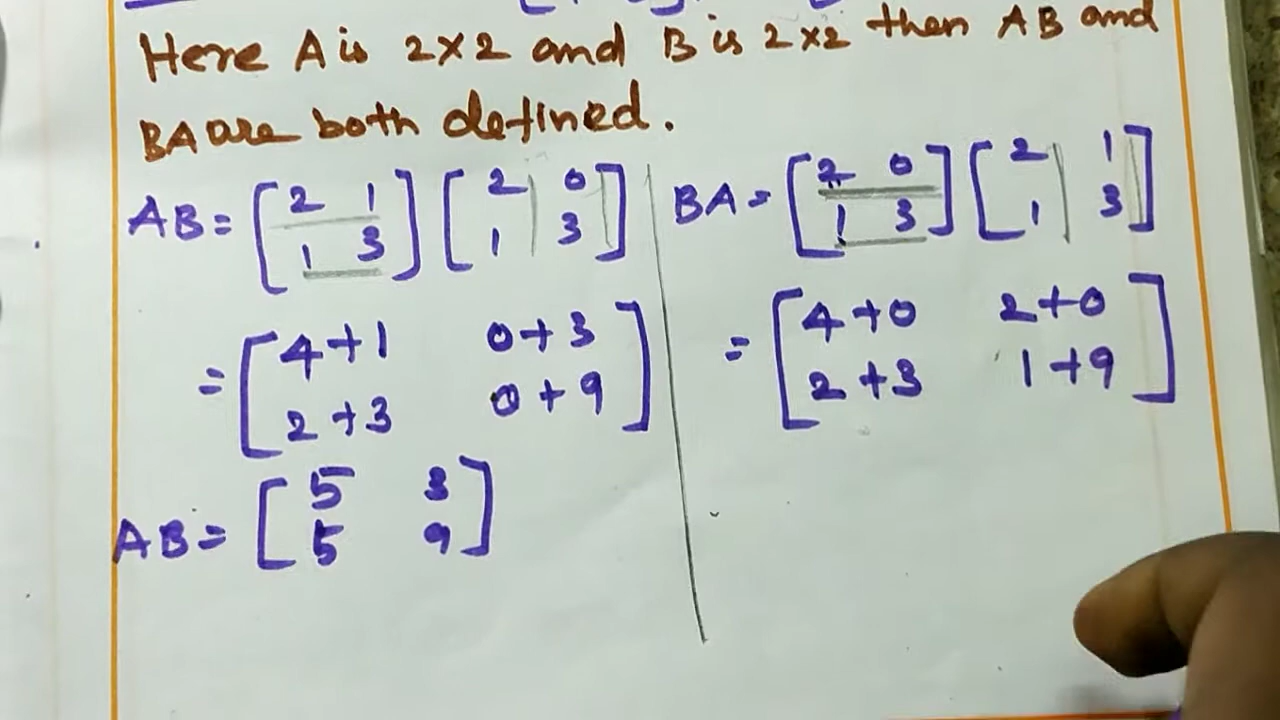 Here A is 2×2 and B is 2×2 then AB and
BA are both defined.
AB = [2 1
1 3] [2 0
1 3]
= [4+1 0+3
2+3 0+9]
AB = [5 3
5 9]
BA = [2 0
1 3] [2 1
1 3]
= [4+0 2+0
2+3 1+9]